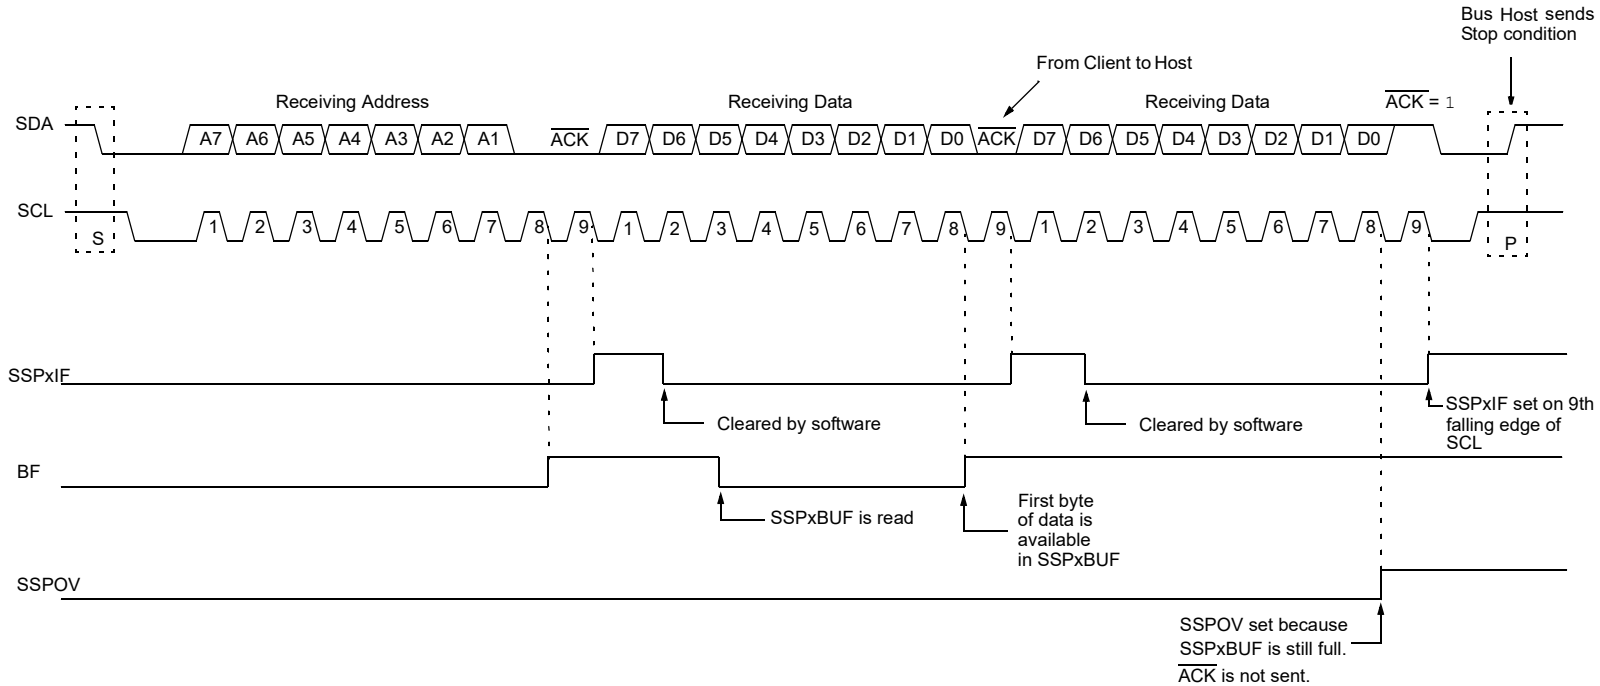 Bus Host sends
Stop condition
From Client to Host
Receiving Address
Receiving Data
Receiving Data
ACK = 1
SDA
A7 A6 A5 A4 A3 A2 A1 ACK D7 D6 D5 D4 D3 D2 D1 D0 ACK D7 D6 D5 D4 D3 D2 D1 D0
SCL
S 1 2 3 4 5 6 7 8 9 1 2 3 4 5 6 7 8 9 1 2 3 4 5 6 7 8 9 P
SSPxIF
Cleared by software
Cleared by software
SSPxIF set on 9th
falling edge of
SCL
BF
SSPxBUF is read
First byte
of data is
available
in SSPxBUF
SSPOV
SSPOV set because
SSPxBUF is still full.
ACK is not sent.